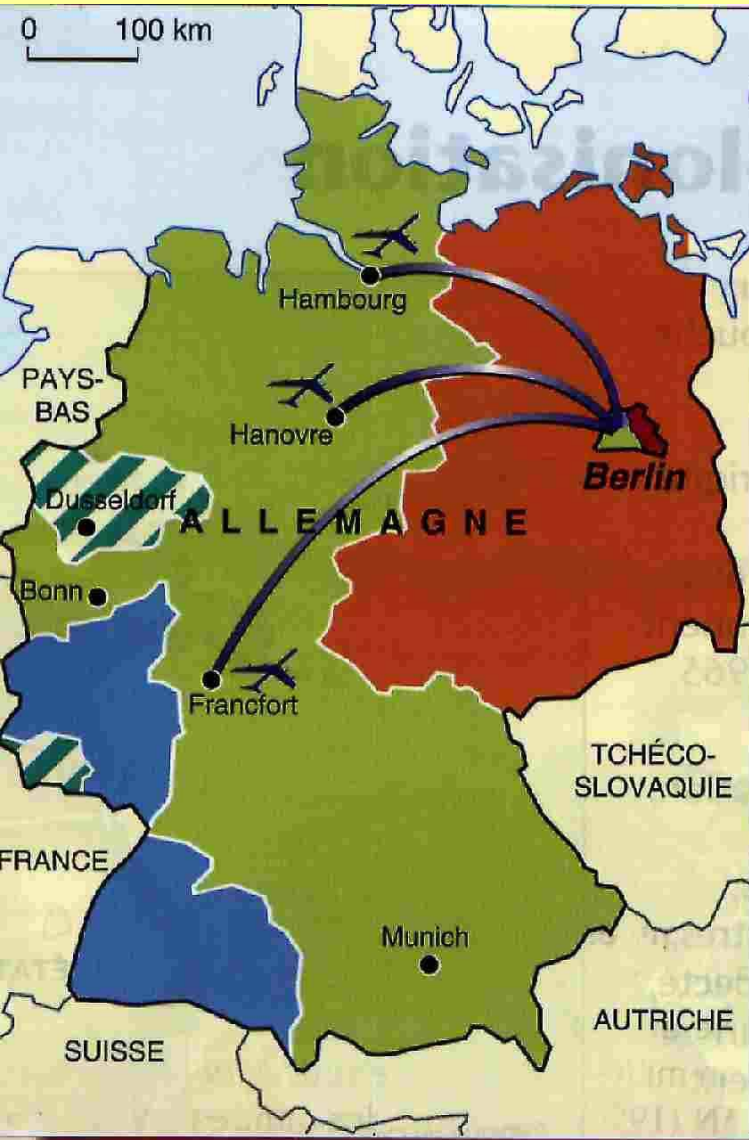 0 100 km
Hambourg
PAYS-
BAS
Hanovre
Berlin
Dusseldorf
ALLEMAGNE
Bonn
Francfort
TCHÉCO-
SLOVAQUIE
FRANCE
Munich
AUTRICHE
SUISSE